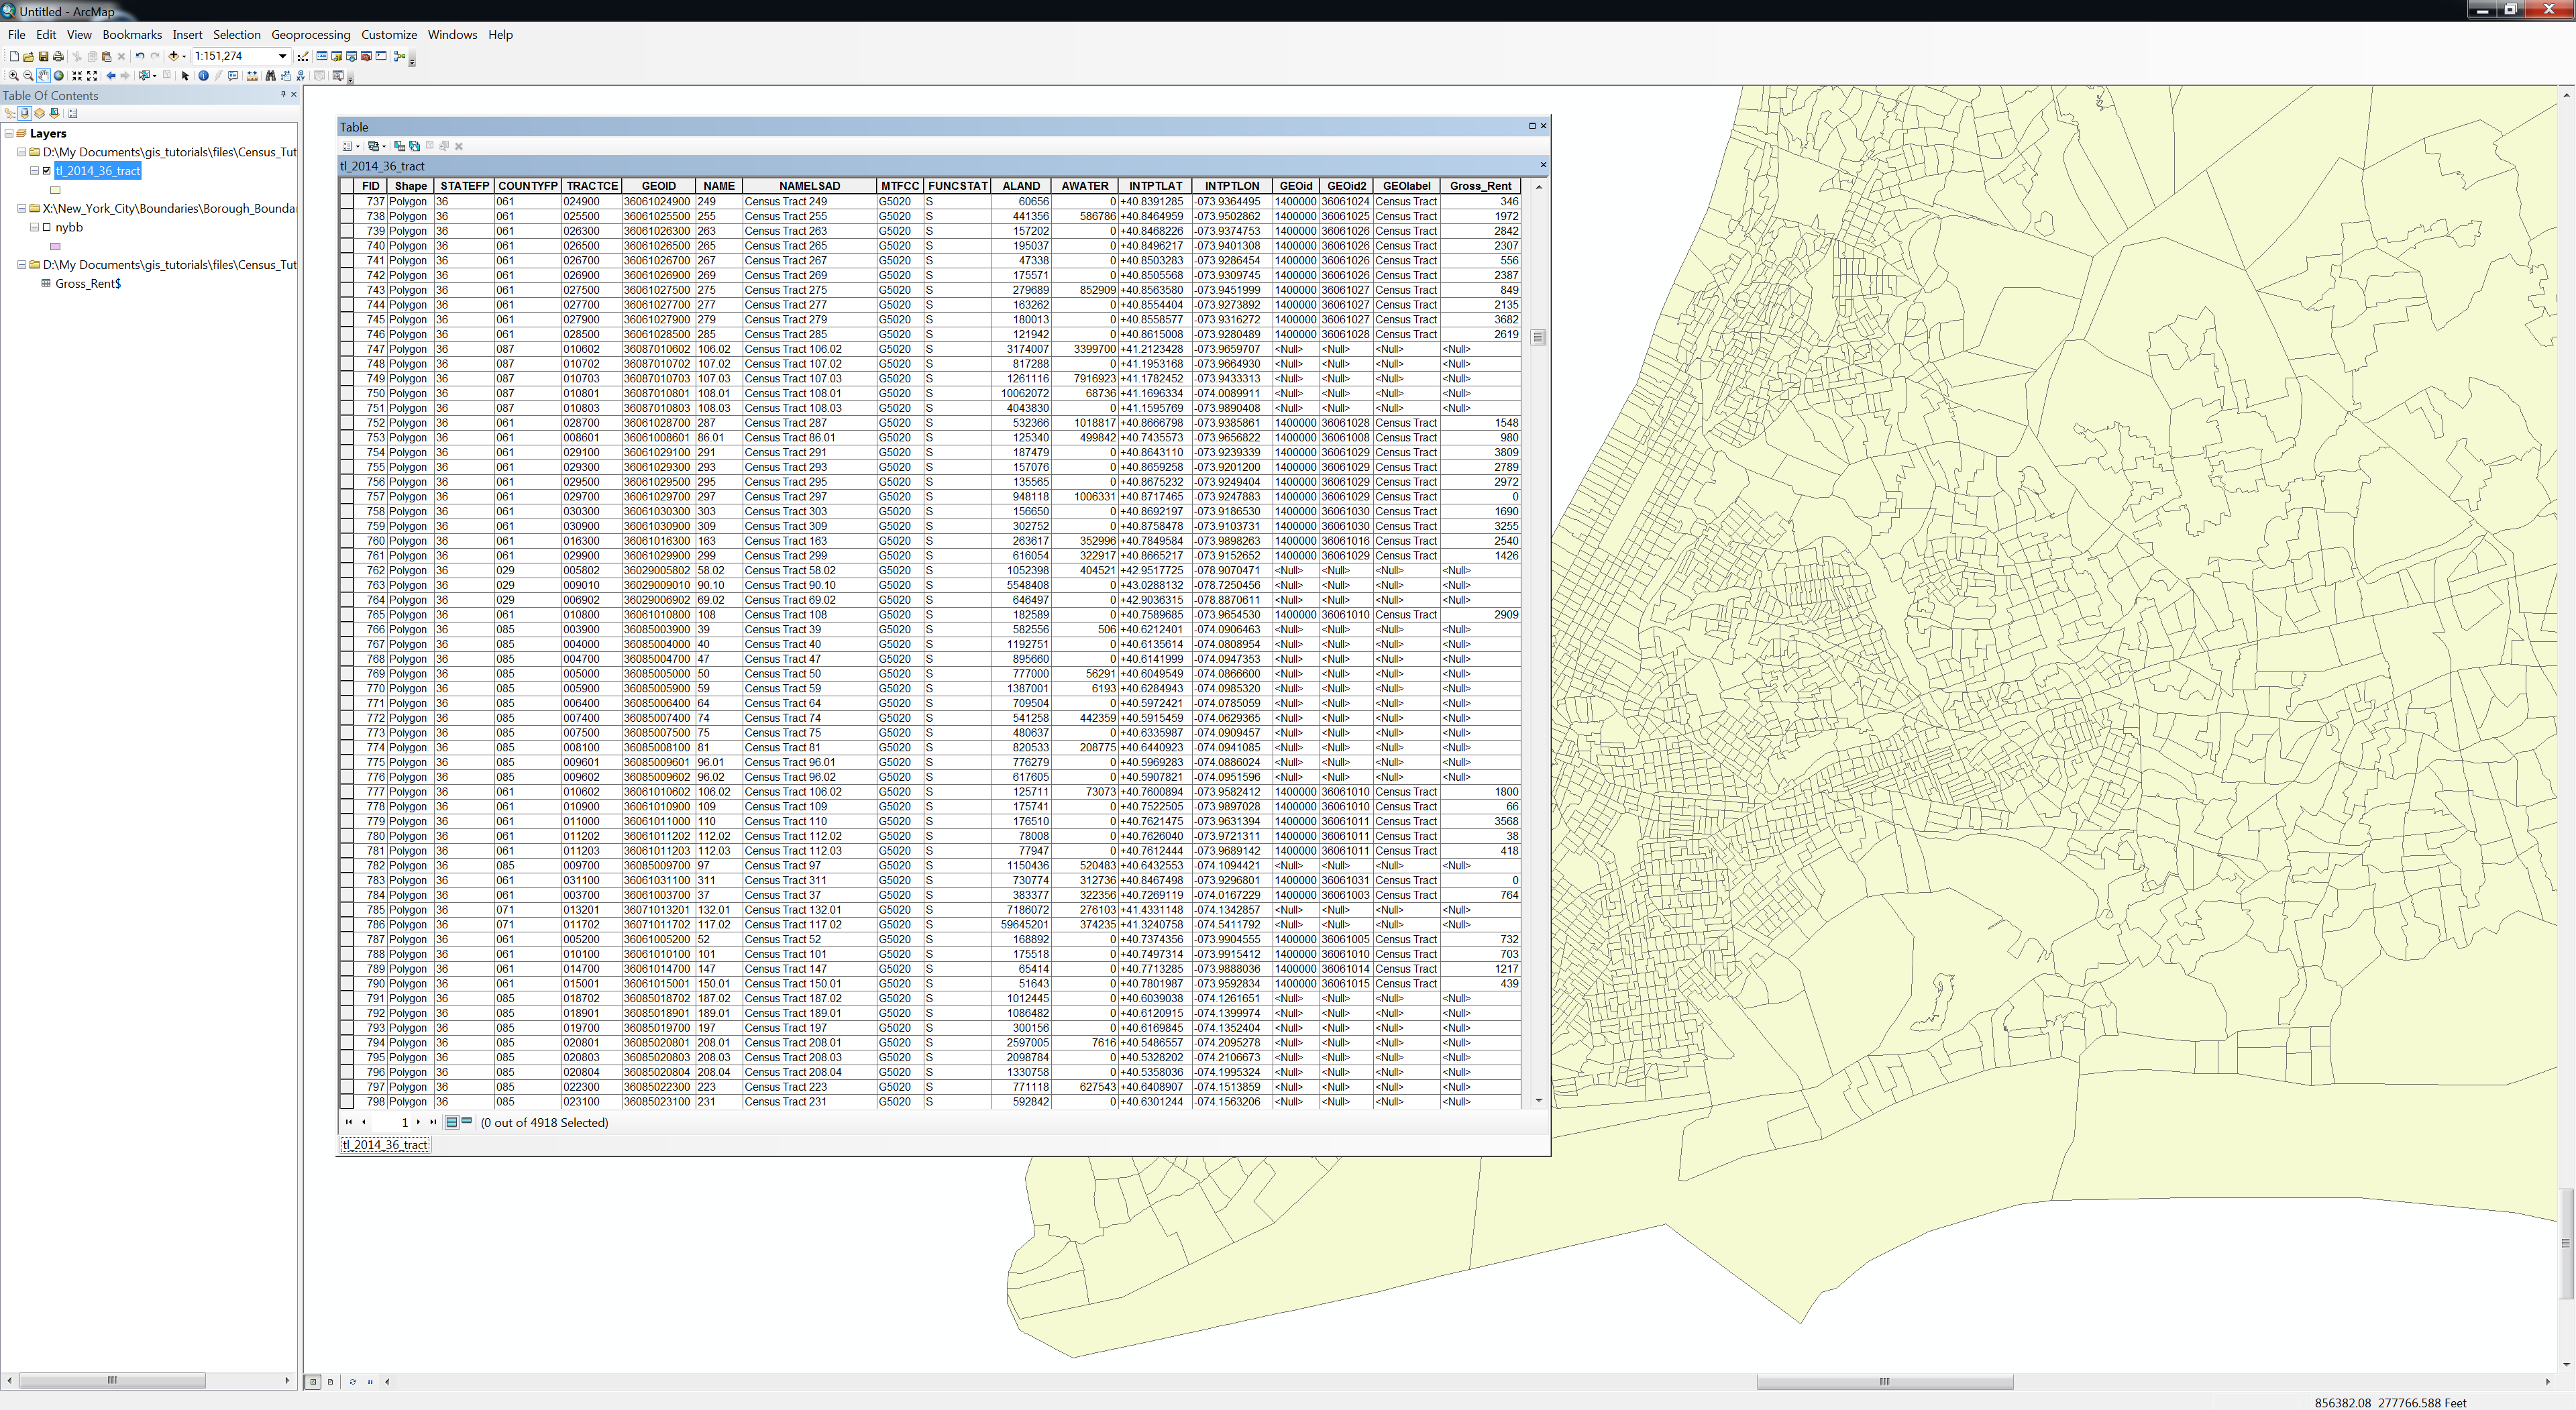 Untitled - ArcMap
File Edit View Bookmarks Insert Selection Geoprocessing Customize Windows Help
1:151,274
Table Of Contents
Layers
D:\My Documents\gis_tutorials\files\Census_Tut
tl_2014_36_tract
X:\New_York_City\Boundaries\Borough_Bounda
nybb
D:\My Documents\gis_tutorials\files\Census_Tut
Gross_Rent$
Table
tl_2014_36_tract
FID Shape STATEFP COUNTYFP TRACTCE GEOID NAME NAMELSAD MTFCC FUNCSTAT ALAND AWATER INTPTLAT INTPTLON GEOid GEOid2 GEOlabel Gross_Rent
737 Polygon 36 061 024900 36061024900 249 Census Tract 249 G5020 S 60656 0 +40.8391285 -073.9364495 1400000 36061024 Census Tract 346
738 Polygon 36 061 025500 36061025500 255 Census Tract 255 G5020 S 441356 586786 +40.8464959 -073.9502862 1400000 36061025 Census Tract 1972
739 Polygon 36 061 026300 36061026300 263 Census Tract 263 G5020 S 157202 0 +40.8468226 -073.9374753 1400000 36061026 Census Tract 2842
740 Polygon 36 061 026500 36061026500 265 Census Tract 265 G5020 S 195037 0 +40.8496217 -073.9401308 1400000 36061026 Census Tract 2307
741 Polygon 36 061 026700 36061026700 267 Census Tract 267 G5020 S 47338 0 +40.8503283 -073.9286454 1400000 36061026 Census Tract 556
742 Polygon 36 061 026900 36061026900 269 Census Tract 269 G5020 S 175571 0 +40.8505568 -073.9309745 1400000 36061026 Census Tract 2387
743 Polygon 36 061 027500 36061027500 275 Census Tract 275 G5020 S 279689 852909 +40.8563580 -073.9451999 1400000 36061027 Census Tract 849
744 Polygon 36 061 027700 36061027700 277 Census Tract 277 G5020 S 163262 0 +40.8554404 -073.9273892 1400000 36061027 Census Tract 2135
745 Polygon 36 061 027900 36061027900 279 Census Tract 279 G5020 S 180013 0 +40.8558577 -073.9316272 1400000 36061027 Census Tract 3682
746 Polygon 36 061 028500 36061028500 285 Census Tract 285 G5020 S 121942 0 +40.8615008 -073.9280489 1400000 36061028 Census Tract 2619
747 Polygon 36 087 010602 36087010602 106.02 Census Tract 106.02 G5020 S 3174007 3399700 +41.2123428 -073.9659707 <Null> <Null> <Null> <Null>
748 Polygon 36 087 010702 36087010702 107.02 Census Tract 107.02 G5020 S 817288 0 +41.1953168 -073.9664930 <Null> <Null> <Null> <Null>
749 Polygon 36 087 010703 36087010703 107.03 Census Tract 107.03 G5020 S 1261116 7916923 +41.1782452 -073.9433313 <Null> <Null> <Null> <Null>
750 Polygon 36 087 010801 36087010801 108.01 Census Tract 108.01 G5020 S 10062072 68736 +41.1696334 -074.0089911 <Null> <Null> <Null> <Null>
751 Polygon 36 087 010803 36087010803 108.03 Census Tract 108.03 G5020 S 4043830 0 +41.1595769 -073.9890408 <Null> <Null> <Null> <Null>
752 Polygon 36 061 028700 36061028700 287 Census Tract 287 G5020 S 532366 1018817 +40.8666798 -073.9385861 1400000 36061028 Census Tract 1548
753 Polygon 36 061 008601 36061008601 86.01 Census Tract 86.01 G5020 S 125340 499842 +40.7435573 -073.9656822 1400000 36061008 Census Tract 980
754 Polygon 36 061 029100 36061029100 291 Census Tract 291 G5020 S 187479 0 +40.8643110 -073.9239339 1400000 36061029 Census Tract 3809
755 Polygon 36 061 029300 36061029300 293 Census Tract 293 G5020 S 157076 0 +40.8659258 -073.9201200 1400000 36061029 Census Tract 2789
756 Polygon 36 061 029500 36061029500 295 Census Tract 295 G5020 S 135565 0 +40.8675232 -073.9249404 1400000 36061029 Census Tract 2972
757 Polygon 36 061 029700 36061029700 297 Census Tract 297 G5020 S 948118 1006331 +40.8717465 -073.9247883 1400000 36061029 Census Tract 0
758 Polygon 36 061 030300 36061030300 303 Census Tract 303 G5020 S 156650 0 +40.8692197 -073.9186530 1400000 36061030 Census Tract 1690
759 Polygon 36 061 030900 36061030900 309 Census Tract 309 G5020 S 302752 0 +40.8758478 -073.9103731 1400000 36061030 Census Tract 3255
760 Polygon 36 061 016300 36061016300 163 Census Tract 163 G5020 S 263617 352996 +40.7849584 -073.9898263 1400000 36061016 Census Tract 2540
761 Polygon 36 061 029900 36061029900 299 Census Tract 299 G5020 S 616054 322917 +40.8665217 -073.9152652 1400000 36061029 Census Tract 1426
762 Polygon 36 029 005802 36029005802 58.02 Census Tract 58.02 G5020 S 1052398 404521 +42.9517725 -078.9070471 <Null> <Null> <Null> <Null>
763 Polygon 36 029 009010 36029009010 90.10 Census Tract 90.10 G5020 S 5548408 0 +43.0288132 -078.7250456 <Null> <Null> <Null> <Null>
764 Polygon 36 029 006902 36029006902 69.02 Census Tract 69.02 G5020 S 646497 0 +42.9036315 -078.8870611 <Null> <Null> <Null> <Null>
765 Polygon 36 061 010800 36061010800 108 Census Tract 108 G5020 S 182589 0 +40.7589685 -073.9654530 1400000 36061010 Census Tract 2909
766 Polygon 36 085 003900 36085003900 39 Census Tract 39 G5020 S 582556 506 +40.6212401 -074.0906463 <Null> <Null> <Null> <Null>
767 Polygon 36 085 004000 36085004000 40 Census Tract 40 G5020 S 1192751 0 +40.6135614 -074.0808954 <Null> <Null> <Null> <Null>
768 Polygon 36 085 004700 36085004700 47 Census Tract 47 G5020 S 895660 0 +40.6141999 -074.0947353 <Null> <Null> <Null> <Null>
769 Polygon 36 085 005000 36085005000 50 Census Tract 50 G5020 S 777000 56291 +40.6049549 -074.0866600 <Null> <Null> <Null> <Null>
770 Polygon 36 085 005900 36085005900 59 Census Tract 59 G5020 S 1387001 6193 +40.6284943 -074.0985320 <Null> <Null> <Null> <Null>
771 Polygon 36 085 006400 36085006400 64 Census Tract 64 G5020 S 709504 0 +40.5972421 -074.0785059 <Null> <Null> <Null> <Null>
772 Polygon 36 085 007400 36085007400 74 Census Tract 74 G5020 S 541258 442359 +40.5915459 -074.0629365 <Null> <Null> <Null> <Null>
773 Polygon 36 085 007500 36085007500 75 Census Tract 75 G5020 S 480637 0 +40.6335987 -074.0909457 <Null> <Null> <Null> <Null>
774 Polygon 36 085 008100 36085008100 81 Census Tract 81 G5020 S 820533 208775 +40.6440923 -074.0941085 <Null> <Null> <Null> <Null>
775 Polygon 36 085 009601 36085009601 96.01 Census Tract 96.01 G5020 S 776279 0 +40.5969283 -074.0886024 <Null> <Null> <Null> <Null>
776 Polygon 36 085 009602 36085009602 96.02 Census Tract 96.02 G5020 S 617605 0 +40.5907821 -074.0951596 <Null> <Null> <Null> <Null>
777 Polygon 36 061 010602 36061010602 106.02 Census Tract 106.02 G5020 S 125711 73073 +40.7600894 -073.9582412 1400000 36061010 Census Tract 1800
778 Polygon 36 061 010900 36061010900 109 Census Tract 109 G5020 S 175741 0 +40.7522505 -073.9897028 1400000 36061010 Census Tract 66
779 Polygon 36 061 011000 36061011000 110 Census Tract 110 G5020 S 176510 0 +40.7621475 -073.9631394 1400000 36061011 Census Tract 3568
780 Polygon 36 061 011202 36061011202 112.02 Census Tract 112.02 G5020 S 78008 0 +40.7626040 -073.9721311 1400000 36061011 Census Tract 38
781 Polygon 36 061 011203 36061011203 112.03 Census Tract 112.03 G5020 S 77947 0 +40.7612444 -073.9689142 1400000 36061011 Census Tract 418
782 Polygon 36 085 009700 36085009700 97 Census Tract 97 G5020 S 1150436 520483 +40.6432553 -074.1094421 <Null> <Null> <Null> <Null>
783 Polygon 36 061 031100 36061031100 311 Census Tract 311 G5020 S 730774 312736 +40.8467498 -073.9296801 1400000 36061031 Census Tract 0
784 Polygon 36 061 003700 36061003700 37 Census Tract 37 G5020 S 383377 322356 +40.7269119 -074.0167229 1400000 36061003 Census Tract 764
785 Polygon 36 071 013201 36071013201 132.01 Census Tract 132.01 G5020 S 7186072 276103 +41.4331148 -074.1342857 <Null> <Null> <Null> <Null>
786 Polygon 36 071 011702 36071011702 117.02 Census Tract 117.02 G5020 S 59645201 374235 +41.3240758 -074.5411792 <Null> <Null> <Null> <Null>
787 Polygon 36 061 005200 36061005200 52 Census Tract 52 G5020 S 168892 0 +40.7374356 -073.9904555 1400000 36061005 Census Tract 732
788 Polygon 36 061 010100 36061010100 101 Census Tract 101 G5020 S 175518 0 +40.7497314 -073.9915412 1400000 36061010 Census Tract 703
789 Polygon 36 061 014700 36061014700 147 Census Tract 147 G5020 S 65414 0 +40.7713285 -073.9888036 1400000 36061014 Census Tract 1217
790 Polygon 36 061 015001 36061015001 150.01 Census Tract 150.01 G5020 S 51643 0 +40.7801987 -073.9592834 1400000 36061015 Census Tract 439
791 Polygon 36 085 018702 36085018702 187.02 Census Tract 187.02 G5020 S 1012445 0 +40.6039038 -074.1261651 <Null> <Null> <Null> <Null>
792 Polygon 36 085 018901 36085018901 189.01 Census Tract 189.01 G5020 S 1086482 0 +40.6120915 -074.1399974 <Null> <Null> <Null> <Null>
793 Polygon 36 085 019700 36085019700 197 Census Tract 197 G5020 S 300156 0 +40.6169845 -074.1352404 <Null> <Null> <Null> <Null>
794 Polygon 36 085 020801 36085020801 208.01 Census Tract 208.01 G5020 S 2597005 7616 +40.5486557 -074.2095278 <Null> <Null> <Null> <Null>
795 Polygon 36 085 020803 36085020803 208.03 Census Tract 208.03 G5020 S 2098784 0 +40.5328202 -074.2106673 <Null> <Null> <Null> <Null>
796 Polygon 36 085 020804 36085020804 208.04 Census Tract 208.04 G5020 S 1330758 0 +40.5358036 -074.1995324 <Null> <Null> <Null> <Null>
797 Polygon 36 085 022300 36085022300 223 Census Tract 223 G5020 S 771118 627543 +40.6408907 -074.1513859 <Null> <Null> <Null> <Null>
798 Polygon 36 085 023100 36085023100 231 Census Tract 231 G5020 S 592842 0 +40.6301244 -074.1563206 <Null> <Null> <Null> <Null>
1 (0 out of 4918 Selected)
tl_2014_36_tract
856382.08 277766.588 Feet